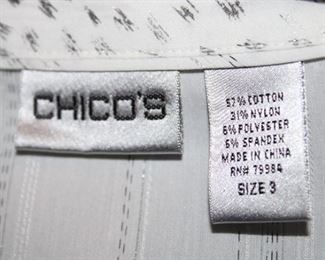 CHICO'S
57% COTTON
31% NYLON
6% POLYESTER
6% SPANDEX
MADE IN CHINA
RN# 79984
SIZE 3